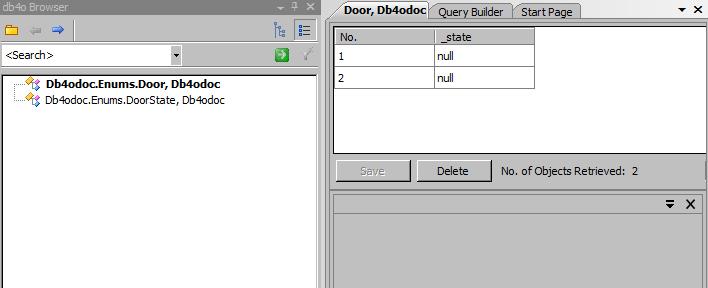 db4o Browser
<Search>
Db4odoc.Enums.Door, Db4odoc
Db4odoc.Enums.DoorState, Db4odoc
Door, Db4odoc Query Builder Start Page
No. _state
1 null
2 null
Save Delete No. of Objects Retrieved: 2